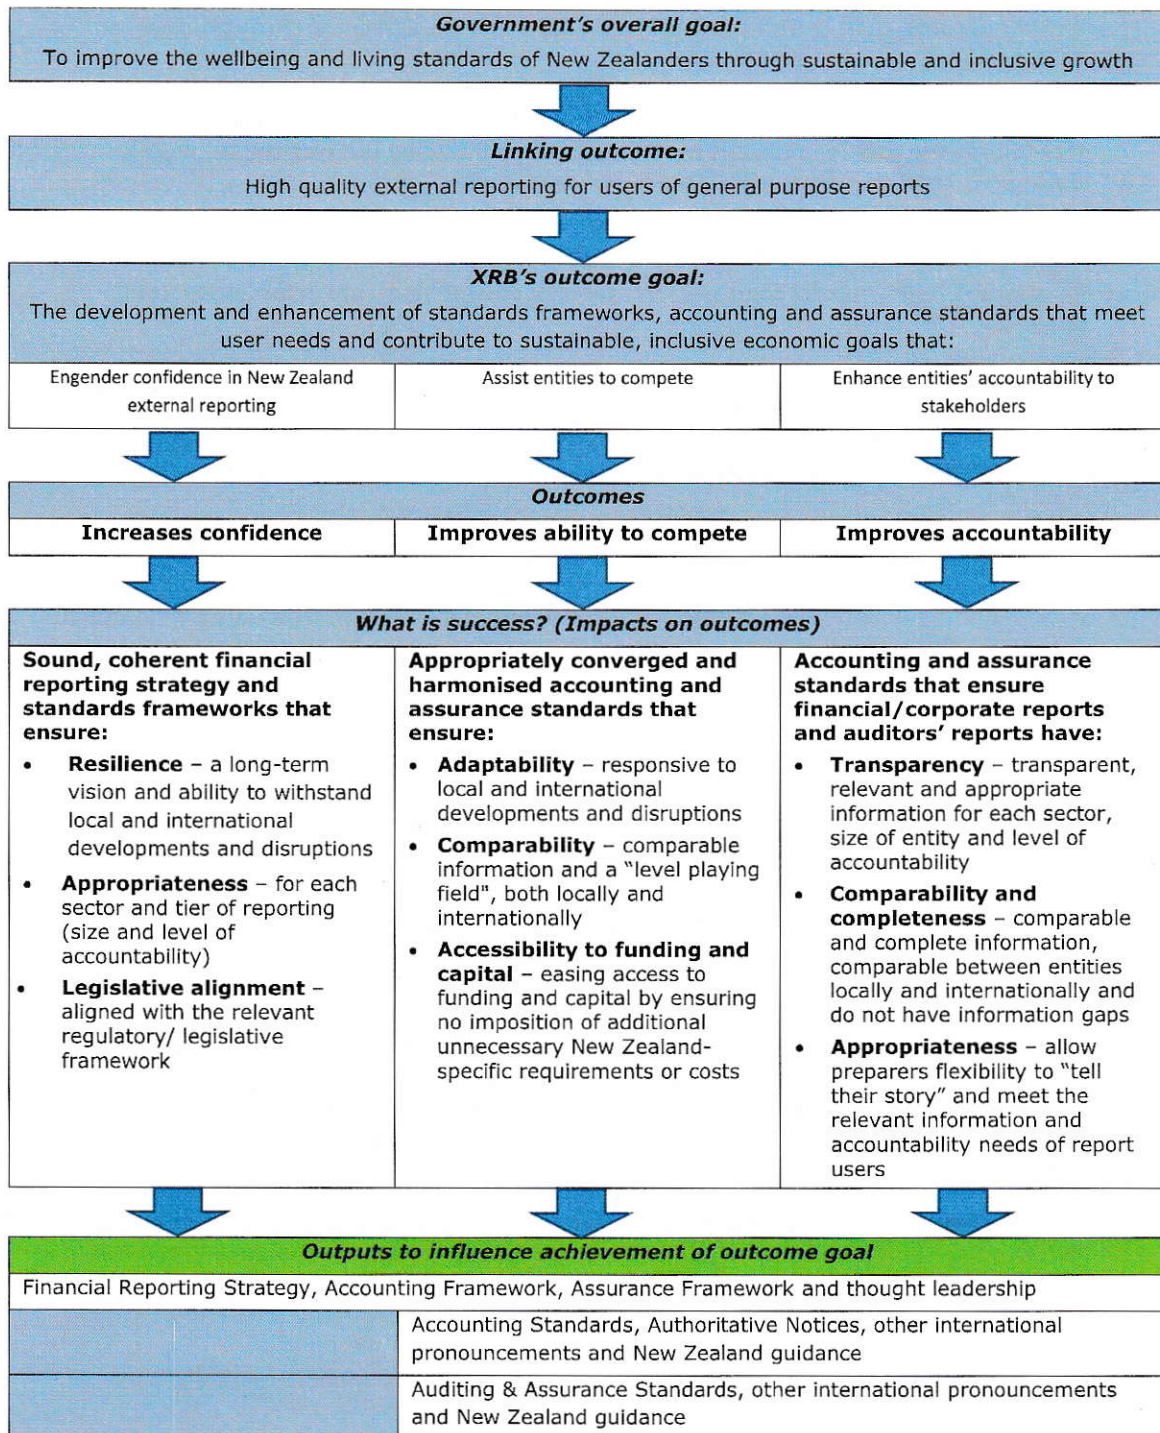 Government's overall goal:
To improve the wellbeing and living standards of New Zealanders through sustainable and inclusive growth
Linking outcome:
High quality external reporting for users of general purpose reports
XRB's outcome goal:
The development and enhancement of standards frameworks, accounting and assurance standards that meet
user needs and contribute to sustainable, inclusive economic goals that:
Engender confidence in New Zealand
external reporting
Assist entities to compete
Enhance entities' accountability to
stakeholders
Outcomes
Increases confidence
Improves ability to compete
Improves accountability
What is success? (Impacts on outcomes)
Sound, coherent financial
reporting strategy and
standards frameworks that
ensure:
• Resilience – a long-term
vision and ability to withstand
local and international
developments and disruptions
• Appropriateness – for each
sector and tier of reporting
(size and level of
accountability)
• Legislative alignment –
aligned with the relevant
regulatory/ legislative
framework
Appropriately converged and
harmonised accounting and
assurance standards that
ensure:
• Adaptability – responsive to
local and international
developments and disruptions
• Comparability – comparable
information and a "level playing
field", both locally and
internationally
• Accessibility to funding and
capital – easing access to
funding and capital by ensuring
no imposition of additional
unnecessary New Zealand-
specific requirements or costs
Accounting and assurance
standards that ensure
financial/corporate reports
and auditors' reports have:
• Transparency – transparent,
relevant and appropriate
information for each sector,
size of entity and level of
accountability
• Comparability and
completeness – comparable
and complete information,
comparable between entities
locally and internationally and
do not have information gaps
• Appropriateness – allow
preparers flexibility to "tell
their story" and meet the
relevant information and
accountability needs of report
users
Outputs to influence achievement of outcome goal
Financial Reporting Strategy, Accounting Framework, Assurance Framework and thought leadership
Accounting Standards, Authoritative Notices, other international
pronouncements and New Zealand guidance
Auditing & Assurance Standards, other international pronouncements
and New Zealand guidance